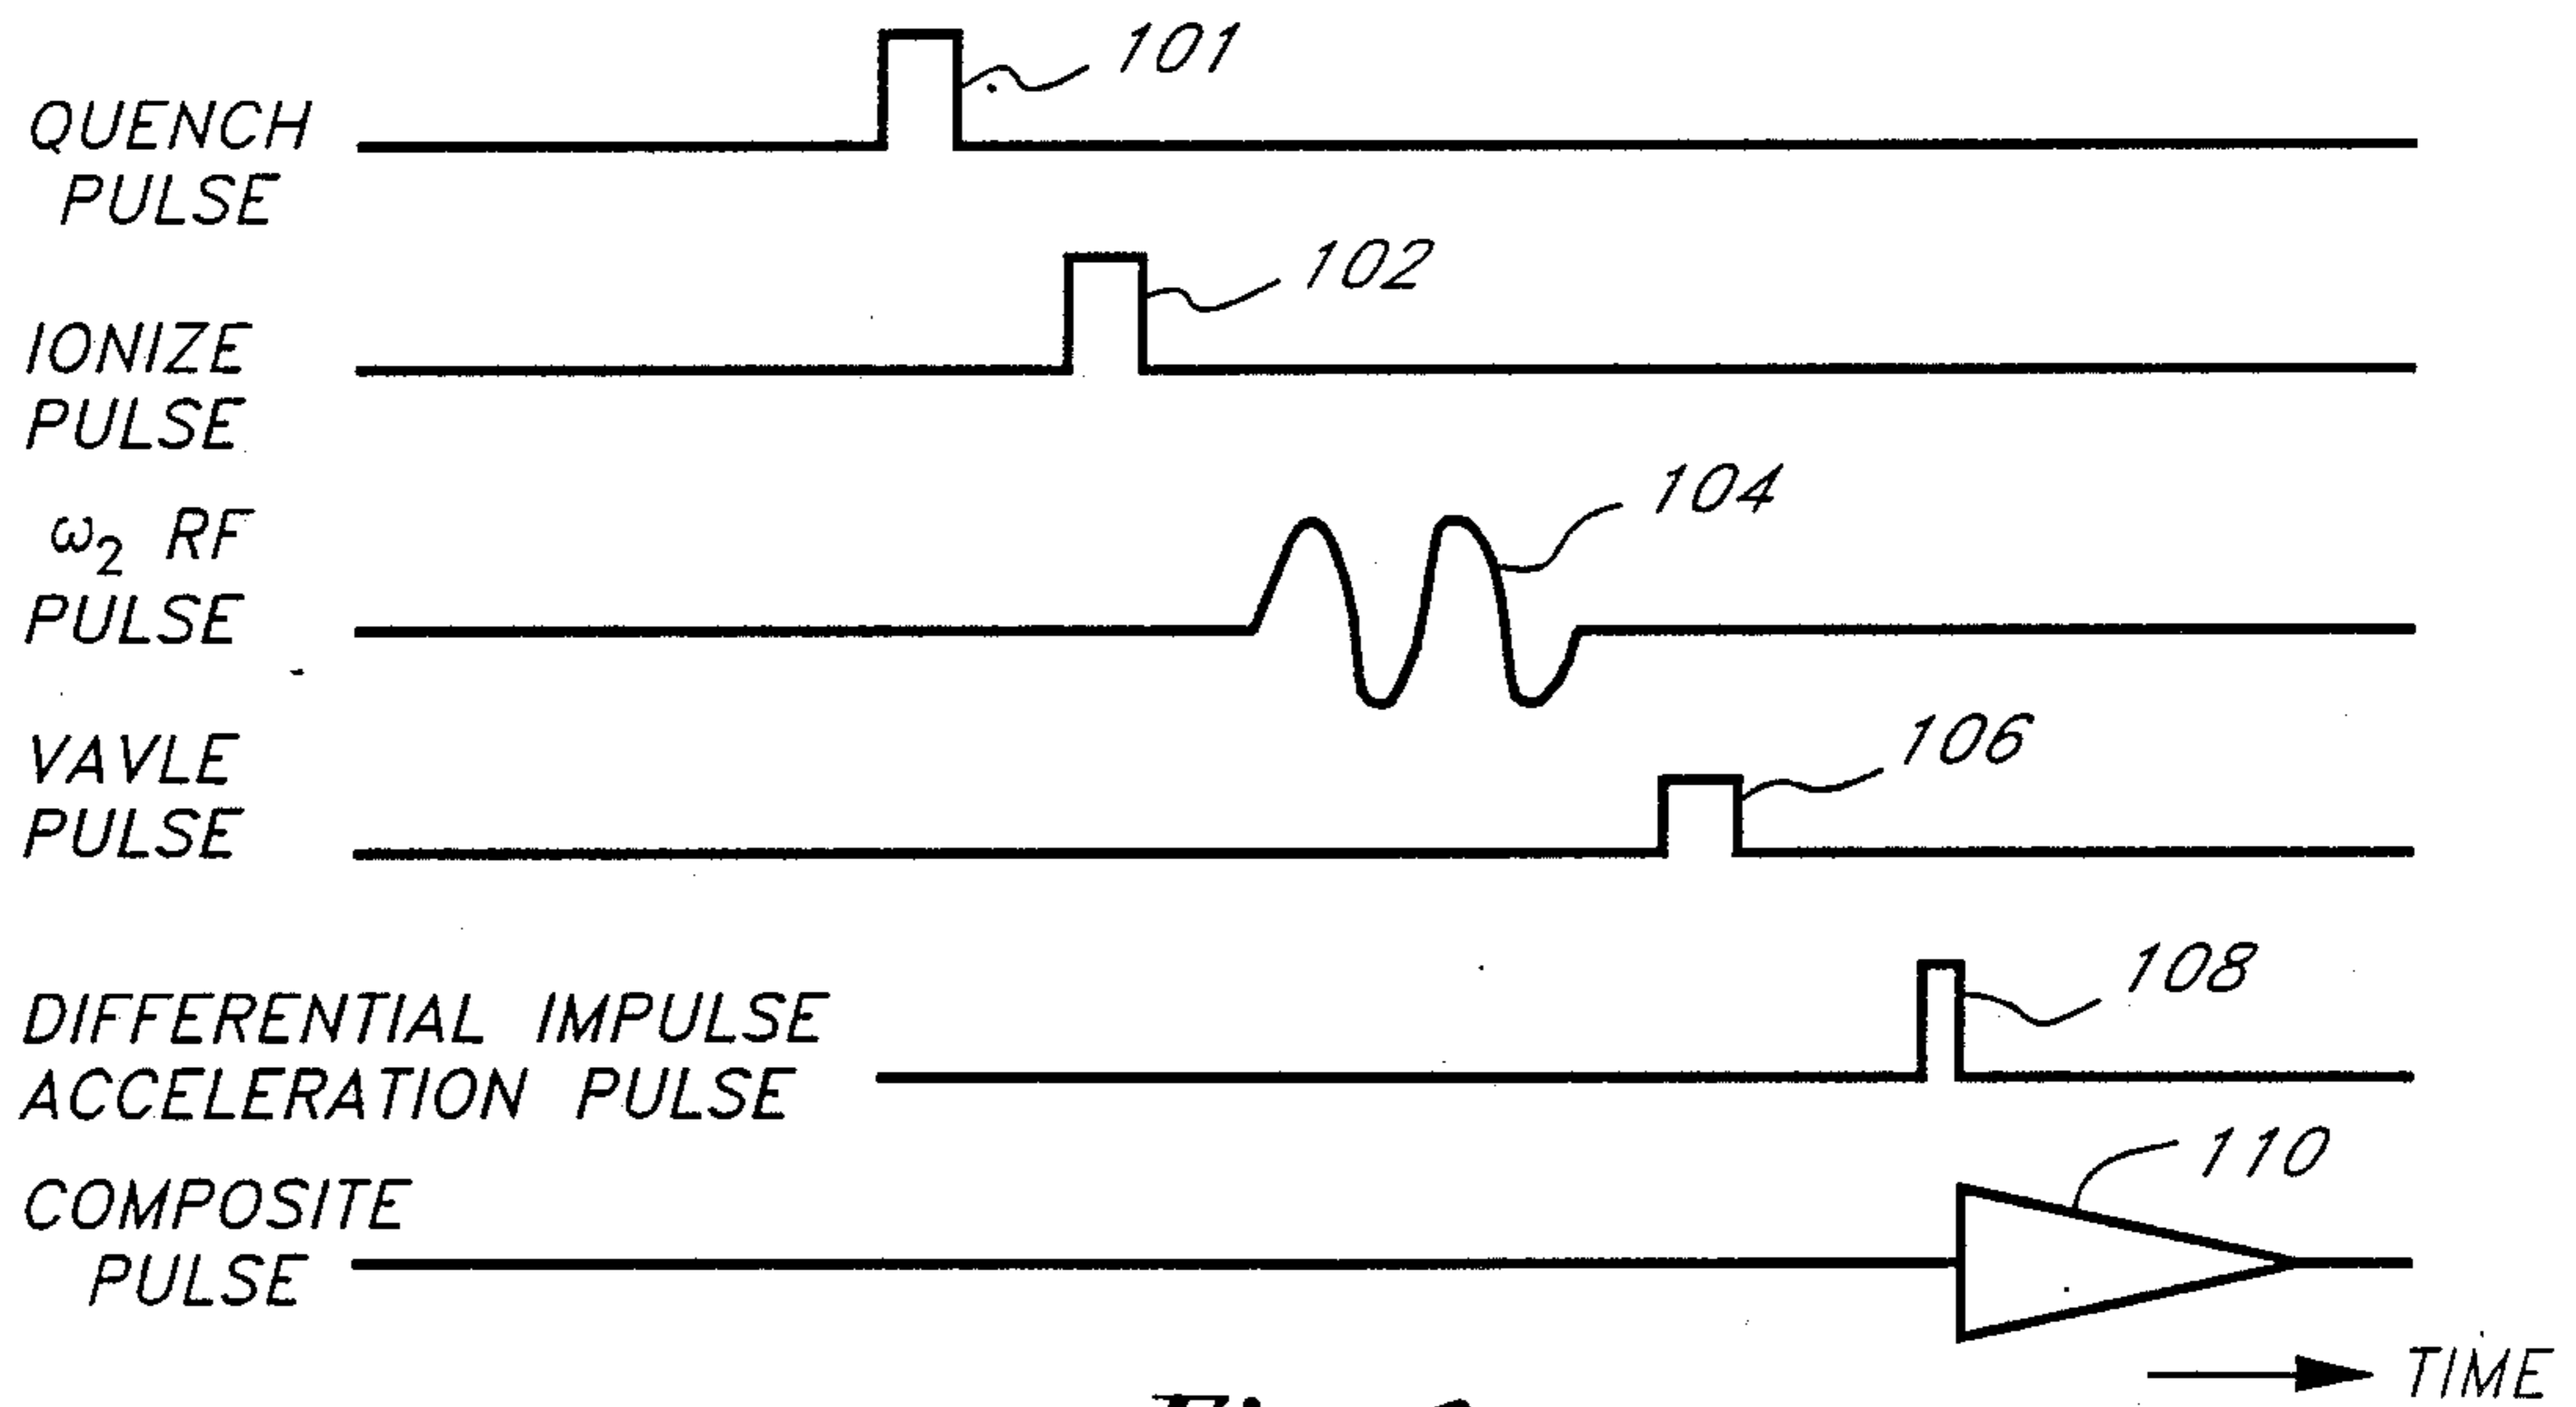 101
QUENCH
PULSE
102
IONIZE
PULSE
104
ω2 RF
PULSE
106
VAVLE
PULSE
108
DIFFERENTIAL IMPULSE
ACCELERATION PULSE
110
COMPOSITE
PULSE
TIME